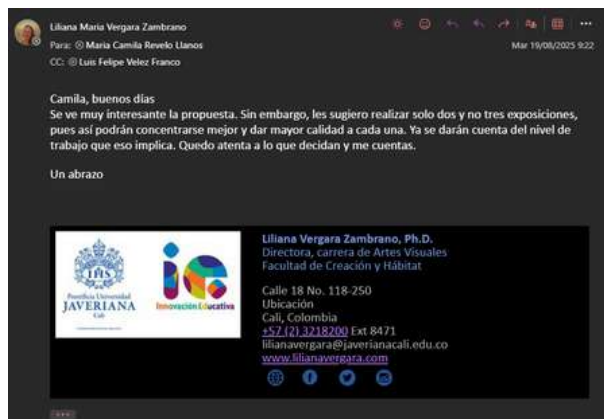 Liliana Maria Vergara Zambrano
Para: Maria Camila Revelo Llanos
Mar 19/08/2025 9:22
CC: Luis Felipe Velez Franco
Camila, buenos días
Se ve muy interesante la propuesta. Sin embargo, les sugiero realizar solo dos y no tres exposiciones,
pues así podrán concentrarse mejor y dar mayor calidad a cada una. Ya se darán cuenta del nivel de
trabajo que eso implica. Quedo atenta a lo que decidan y me cuentas.
Un abrazo
IHS
Pontificia Universidad
JAVERIANA
Cali
ie
Innovación Educativa
Liliana Vergara Zambrano, Ph.D.
Directora, carrera de Artes Visuales
Facultad de Creación y Hábitat
Calle 18 No. 118-250
Ubicación
Cali, Colombia
+57 (2) 3218200 Ext 8471
lilianavergara@javerianacali.edu.co
www.lilianavergara.com